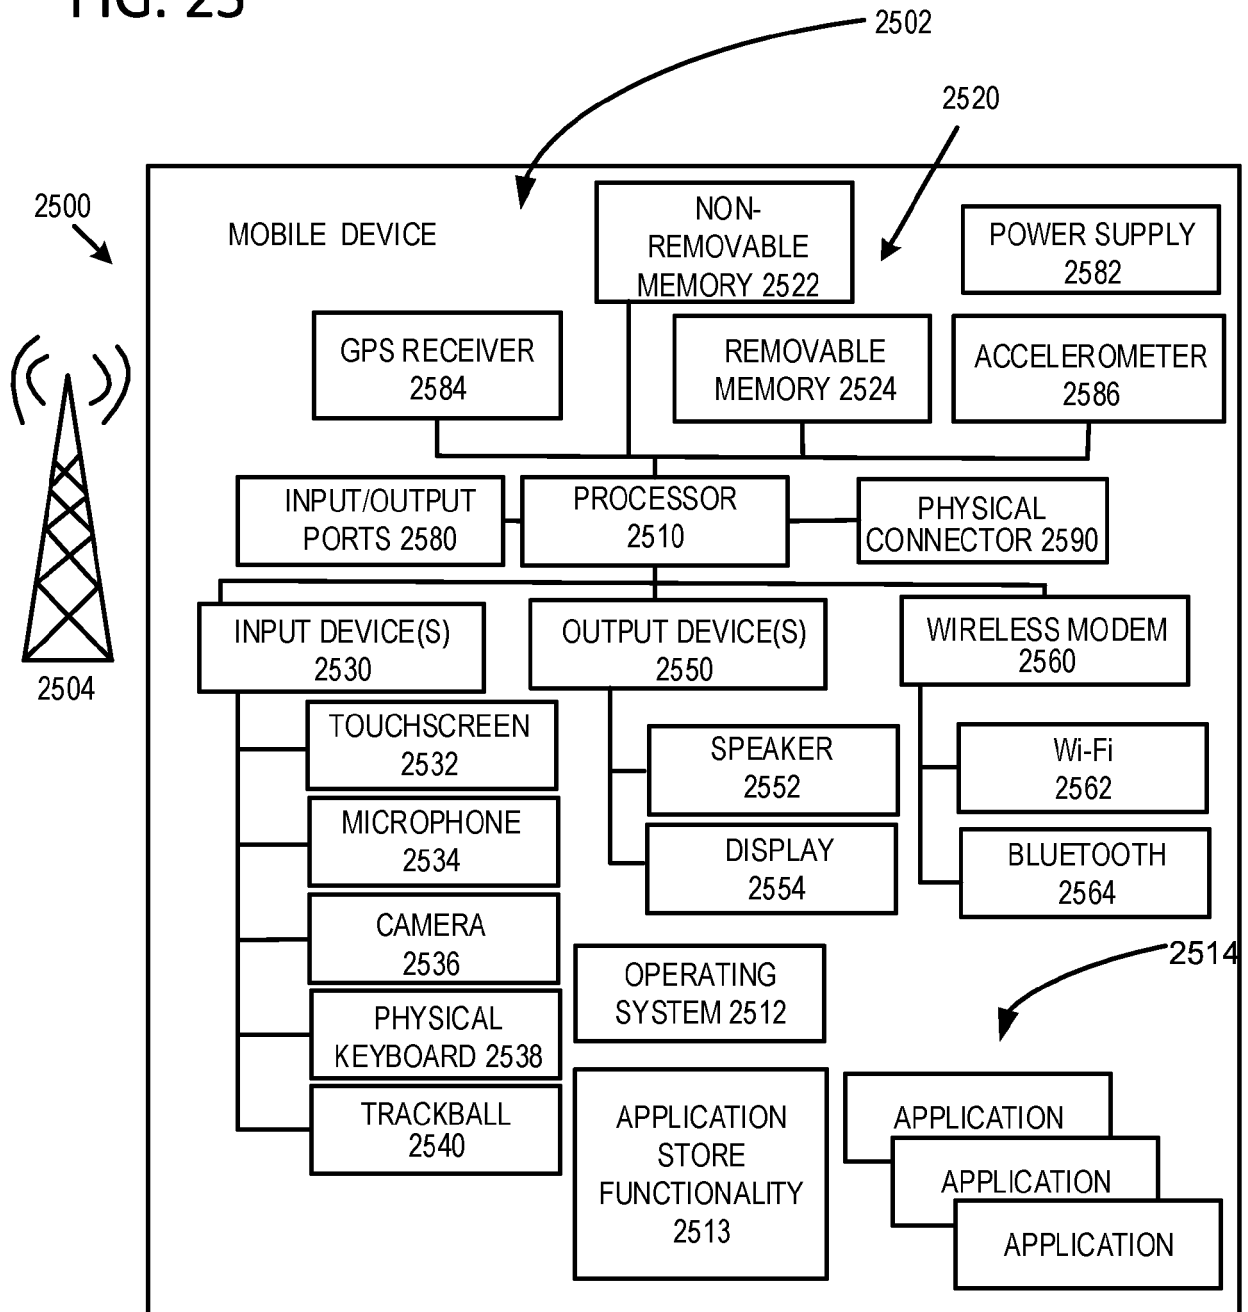 FIG. 25
2502
2520
2500
MOBILE DEVICE
NON-
REMOVABLE
MEMORY 2522
POWER SUPPLY
2582
GPS RECEIVER
2584
REMOVABLE
MEMORY 2524
ACCELEROMETER
2586
INPUT/OUTPUT
PORTS 2580
PROCESSOR
2510
PHYSICAL
CONNECTOR 2590
2504
INPUT DEVICE(S)
2530
OUTPUT DEVICE(S)
2550
WIRELESS MODEM
2560
TOUCHSCREEN
2532
MICROPHONE
2534
CAMERA
2536
PHYSICAL
KEYBOARD 2538
TRACKBALL
2540
SPEAKER
2552
DISPLAY
2554
Wi-Fi
2562
BLUETOOTH
2564
OPERATING
SYSTEM 2512
2514
APPLICATION
STORE
FUNCTIONALITY
2513
APPLICATION
APPLICATION
APPLICATION